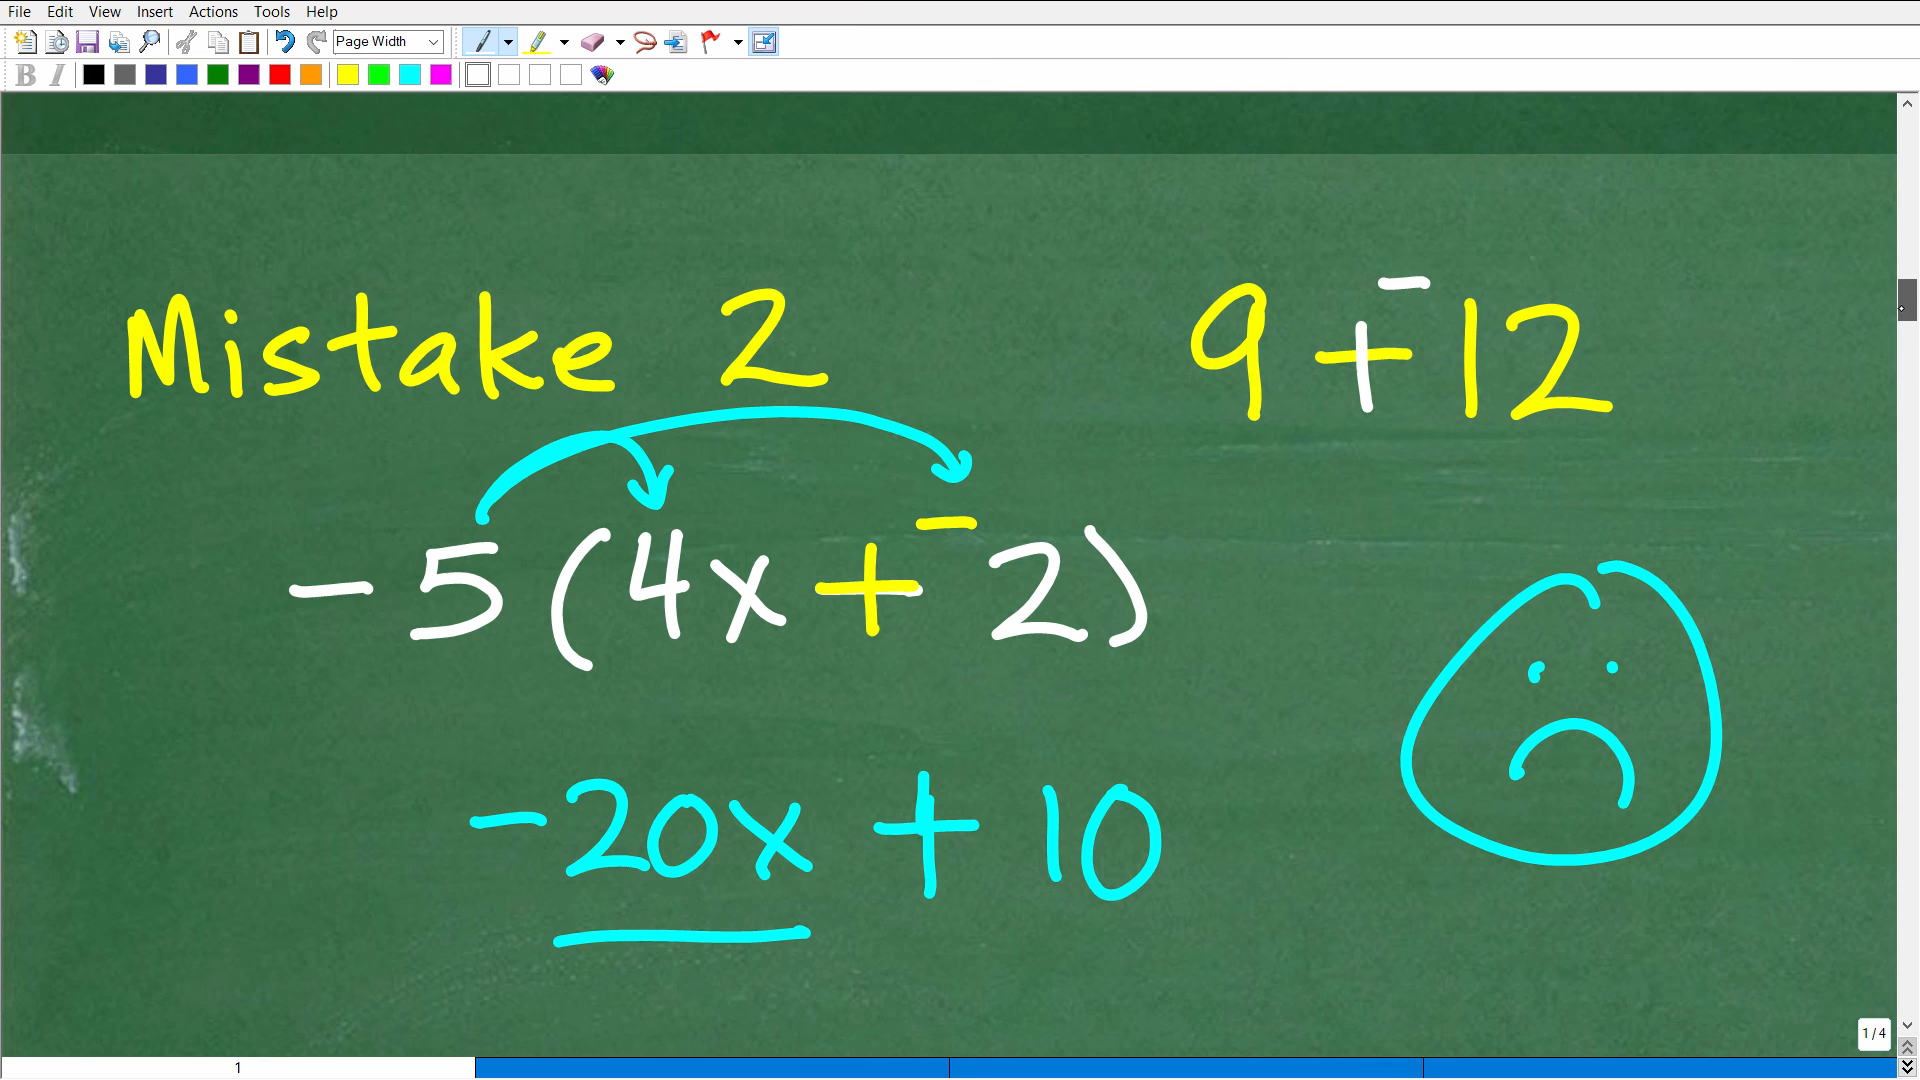 File Edit View Insert Actions Tools Help
Page Width
B I
Mistake 2
9 + ⁻12
-5(4x + ⁻2)
-20x + 10
1 / 4
1